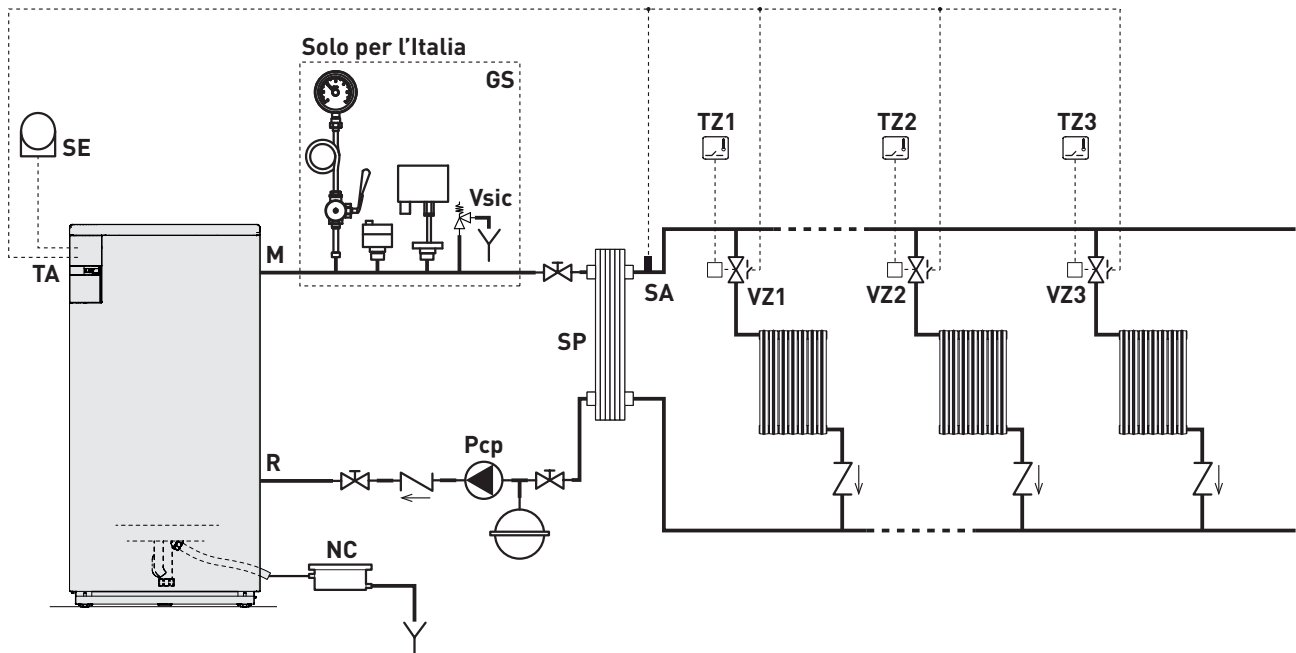 Solo per l'Italia
GS
SE
TZ1
TZ2
TZ3
Vsic
TA
M
SA
VZ1
VZ2
VZ3
SP
R
Pcp
NC